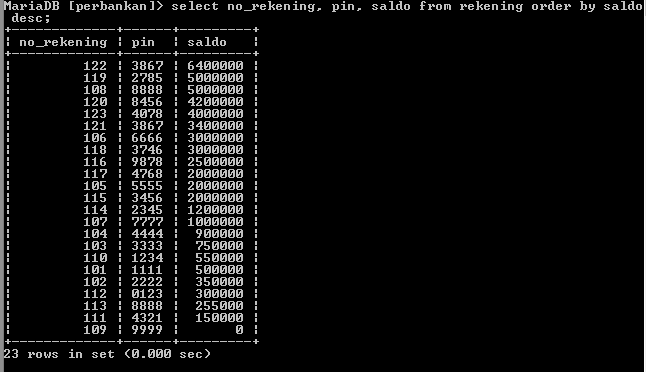 MariaDB [perbankan]> select no_rekening, pin, saldo from rekening order by saldo
 desc;
+-------------+------+---------+
| no_rekening | pin  | saldo   |
+-------------+------+---------+
|         122 | 3867 | 6400000 |
|         119 | 2785 | 5000000 |
|         108 | 8888 | 5000000 |
|         120 | 8456 | 4200000 |
|         123 | 4078 | 4000000 |
|         121 | 3867 | 3400000 |
|         106 | 6666 | 3000000 |
|         118 | 3746 | 3000000 |
|         116 | 9878 | 2500000 |
|         117 | 4768 | 2000000 |
|         105 | 5555 | 2000000 |
|         115 | 3456 | 2000000 |
|         114 | 2345 | 1200000 |
|         107 | 7777 | 1000000 |
|         104 | 4444 |  900000 |
|         103 | 3333 |  750000 |
|         110 | 1234 |  550000 |
|         101 | 1111 |  500000 |
|         102 | 2222 |  350000 |
|         112 | 0123 |  300000 |
|         113 | 8888 |  255000 |
|         111 | 4321 |  150000 |
|         109 | 9999 |       0 |
+-------------+------+---------+
23 rows in set (0.000 sec)